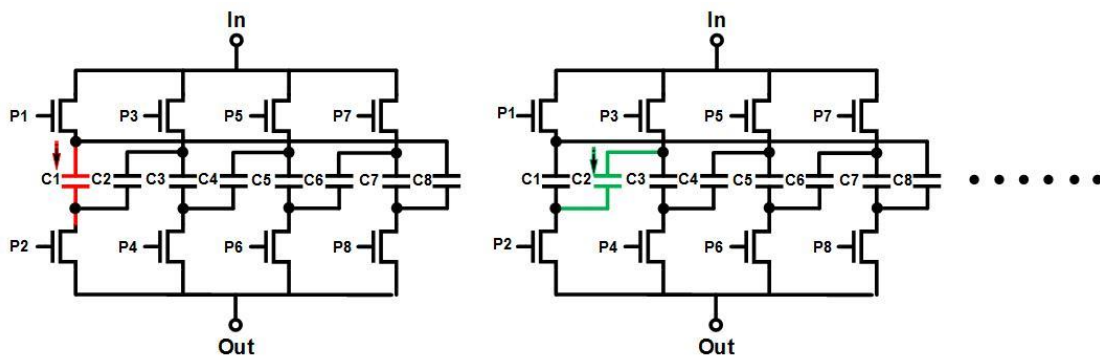 In In
P1 P3 P5 P7 P1 P3 P5 P7
C1 C2 C3 C4 C5 C6 C7 C8 C1 C2 C3 C4 C5 C6 C7 C8
P2 P4 P6 P8 P2 P4 P6 P8
Out Out